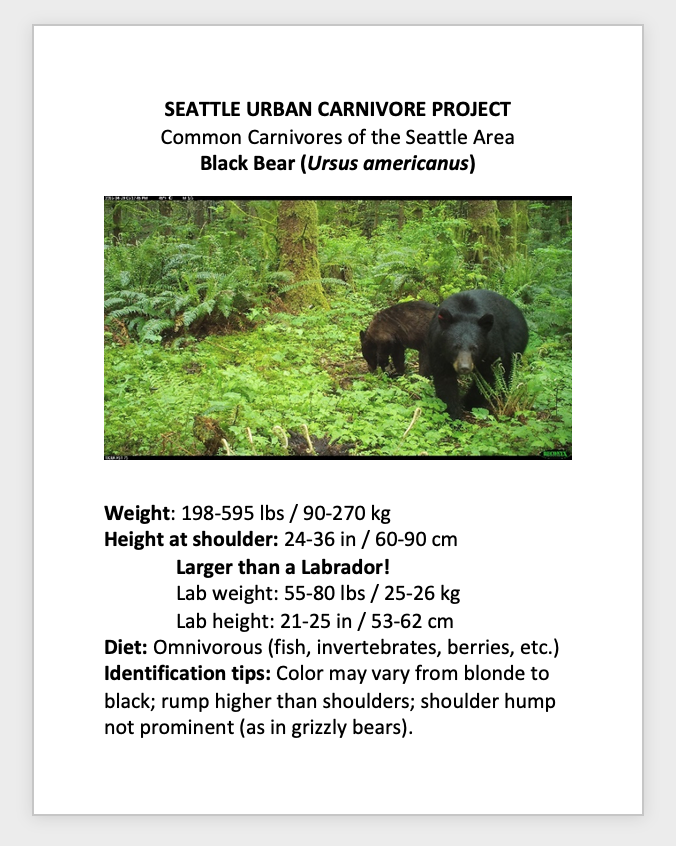 SEATTLE URBAN CARNIVORE PROJECT
Common Carnivores of the Seattle Area
Black Bear (Ursus americanus)
Weight: 198-595 lbs / 90-270 kg
Height at shoulder: 24-36 in / 60-90 cm
Larger than a Labrador!
Lab weight: 55-80 lbs / 25-26 kg
Lab height: 21-25 in / 53-62 cm
Diet: Omnivorous (fish, invertebrates, berries, etc.)
Identification tips: Color may vary from blonde to
black; rump higher than shoulders; shoulder hump
not prominent (as in grizzly bears).